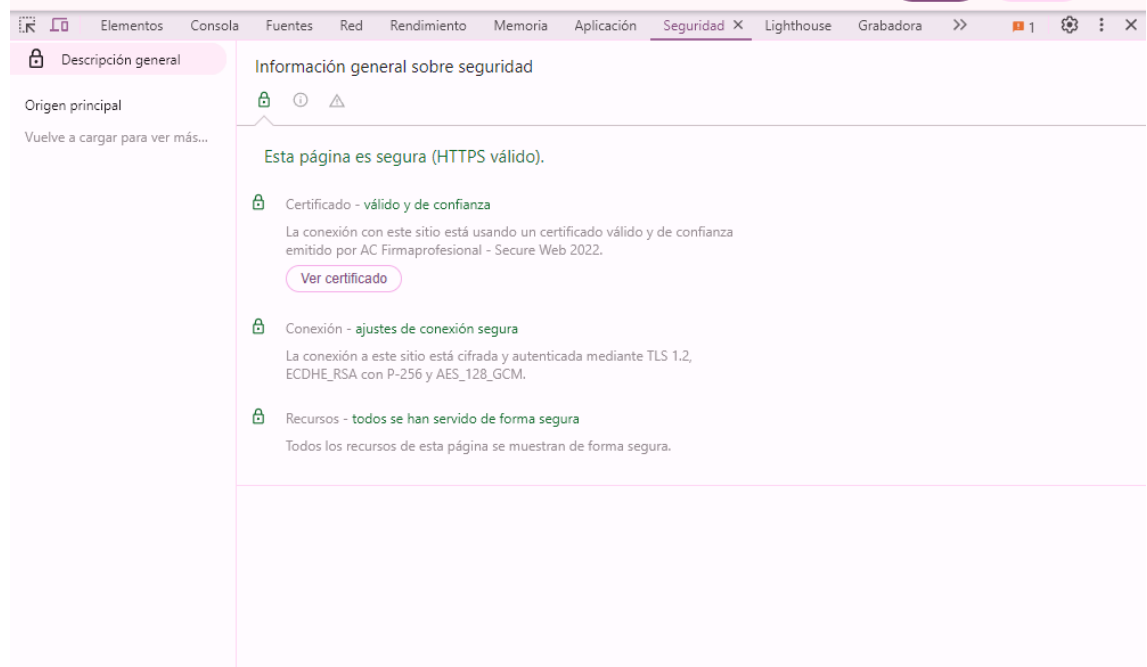 Elementos Consola Fuentes Red Rendimiento Memoria Aplicación Seguridad Lighthouse Grabadora 1
Descripción general
Origen principal
Vuelve a cargar para ver más...
Información general sobre seguridad
Esta página es segura (HTTPS válido).
Certificado - válido y de confianza
La conexión con este sitio está usando un certificado válido y de confianza
emitido por AC Firmaprofesional - Secure Web 2022.
Ver certificado
Conexión - ajustes de conexión segura
La conexión a este sitio está cifrada y autenticada mediante TLS 1.2,
ECDHE_RSA con P-256 y AES_128_GCM.
Recursos - todos se han servido de forma segura
Todos los recursos de esta página se muestran de forma segura.